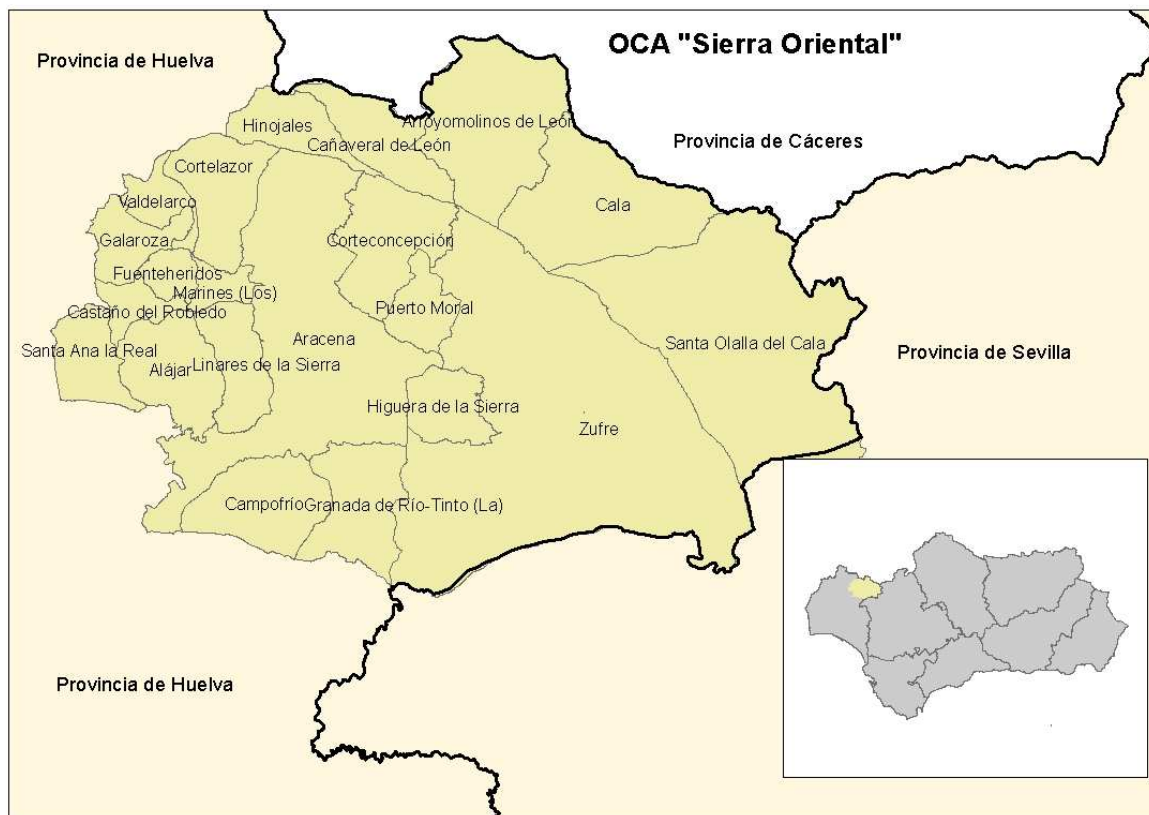 OCA "Sierra Oriental"
Provincia de Huelva
Provincia de Cáceres
Hinojales
Arroyomolinos de León
Cañaveral de León
Cortelazor
Valdelarco
Cala
Galaroza
Corteconcepción
Fuenteheridos
Marines (Los)
Castaño del Robledo
Puerto Moral
Santa Ana la Real
Aracena
Santa Olalla del Cala
Provincia de Sevilla
Alájar
Linares de la Sierra
Higuera de la Sierra
Zufre
Campofrío
Granada de Río-Tinto (La)
Provincia de Huelva